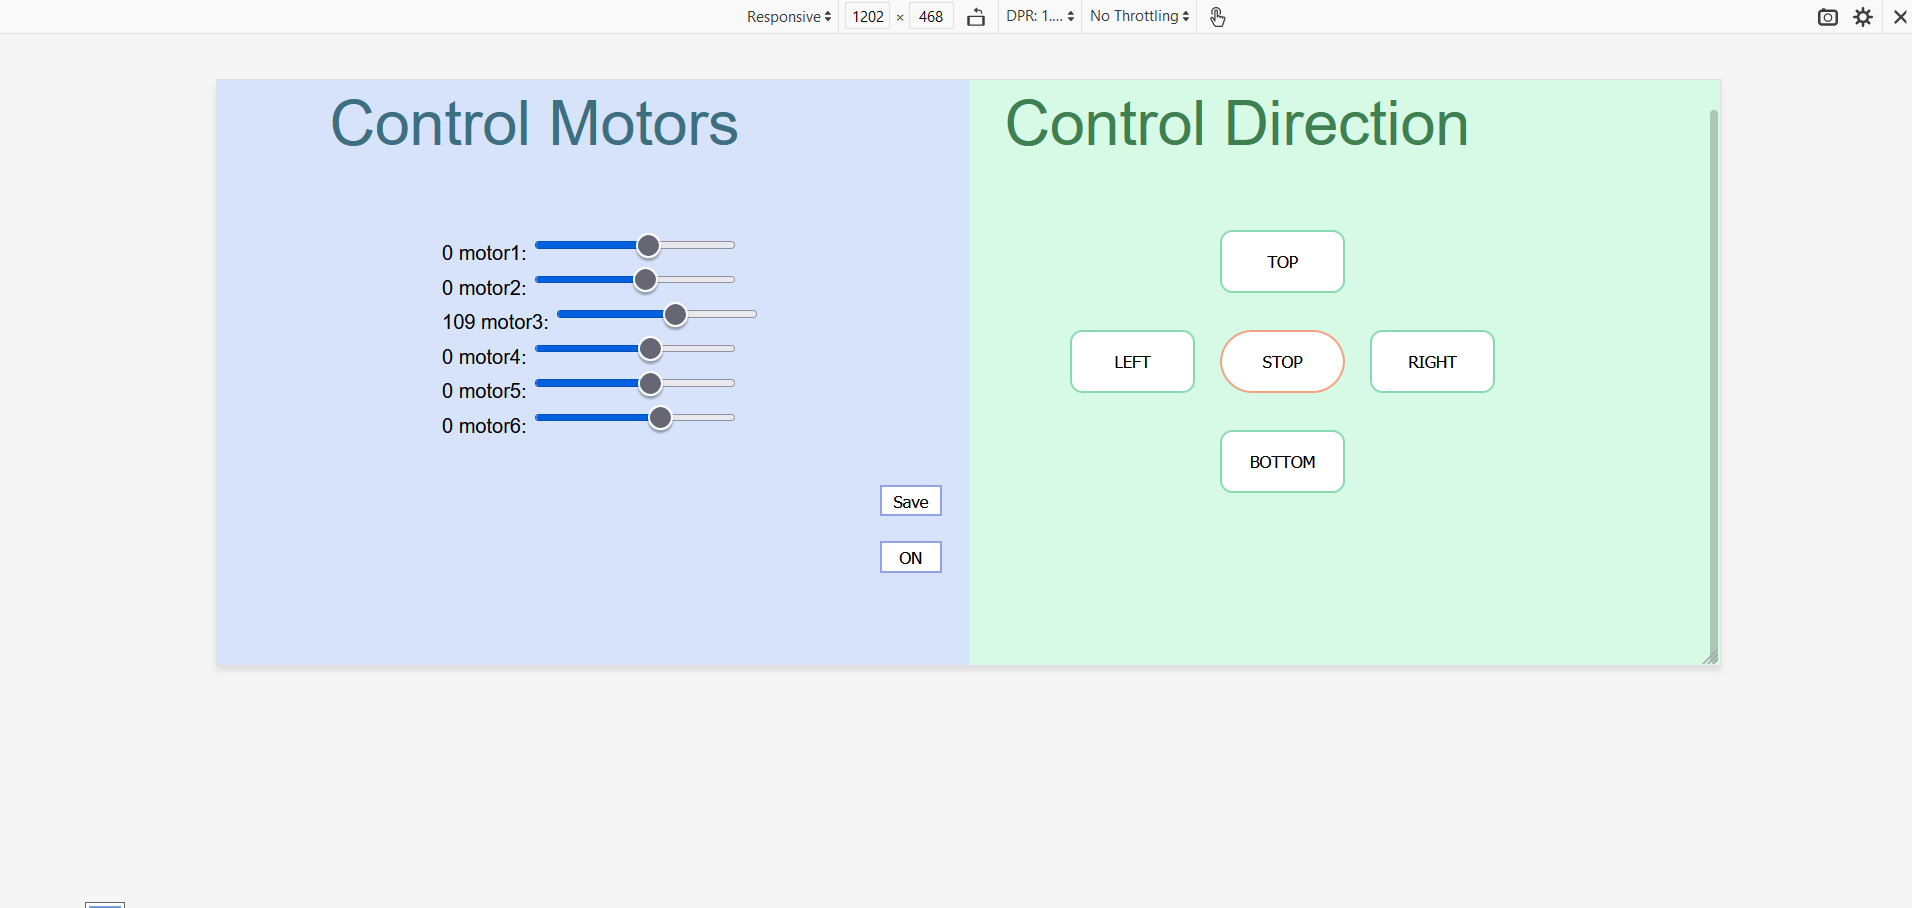 Responsive 1202 × 468 DPR: 1.... No Throttling
Control Motors
0 motor1:
0 motor2:
109 motor3:
0 motor4:
0 motor5:
0 motor6:
Save
ON
Control Direction
TOP
LEFT STOP RIGHT
BOTTOM